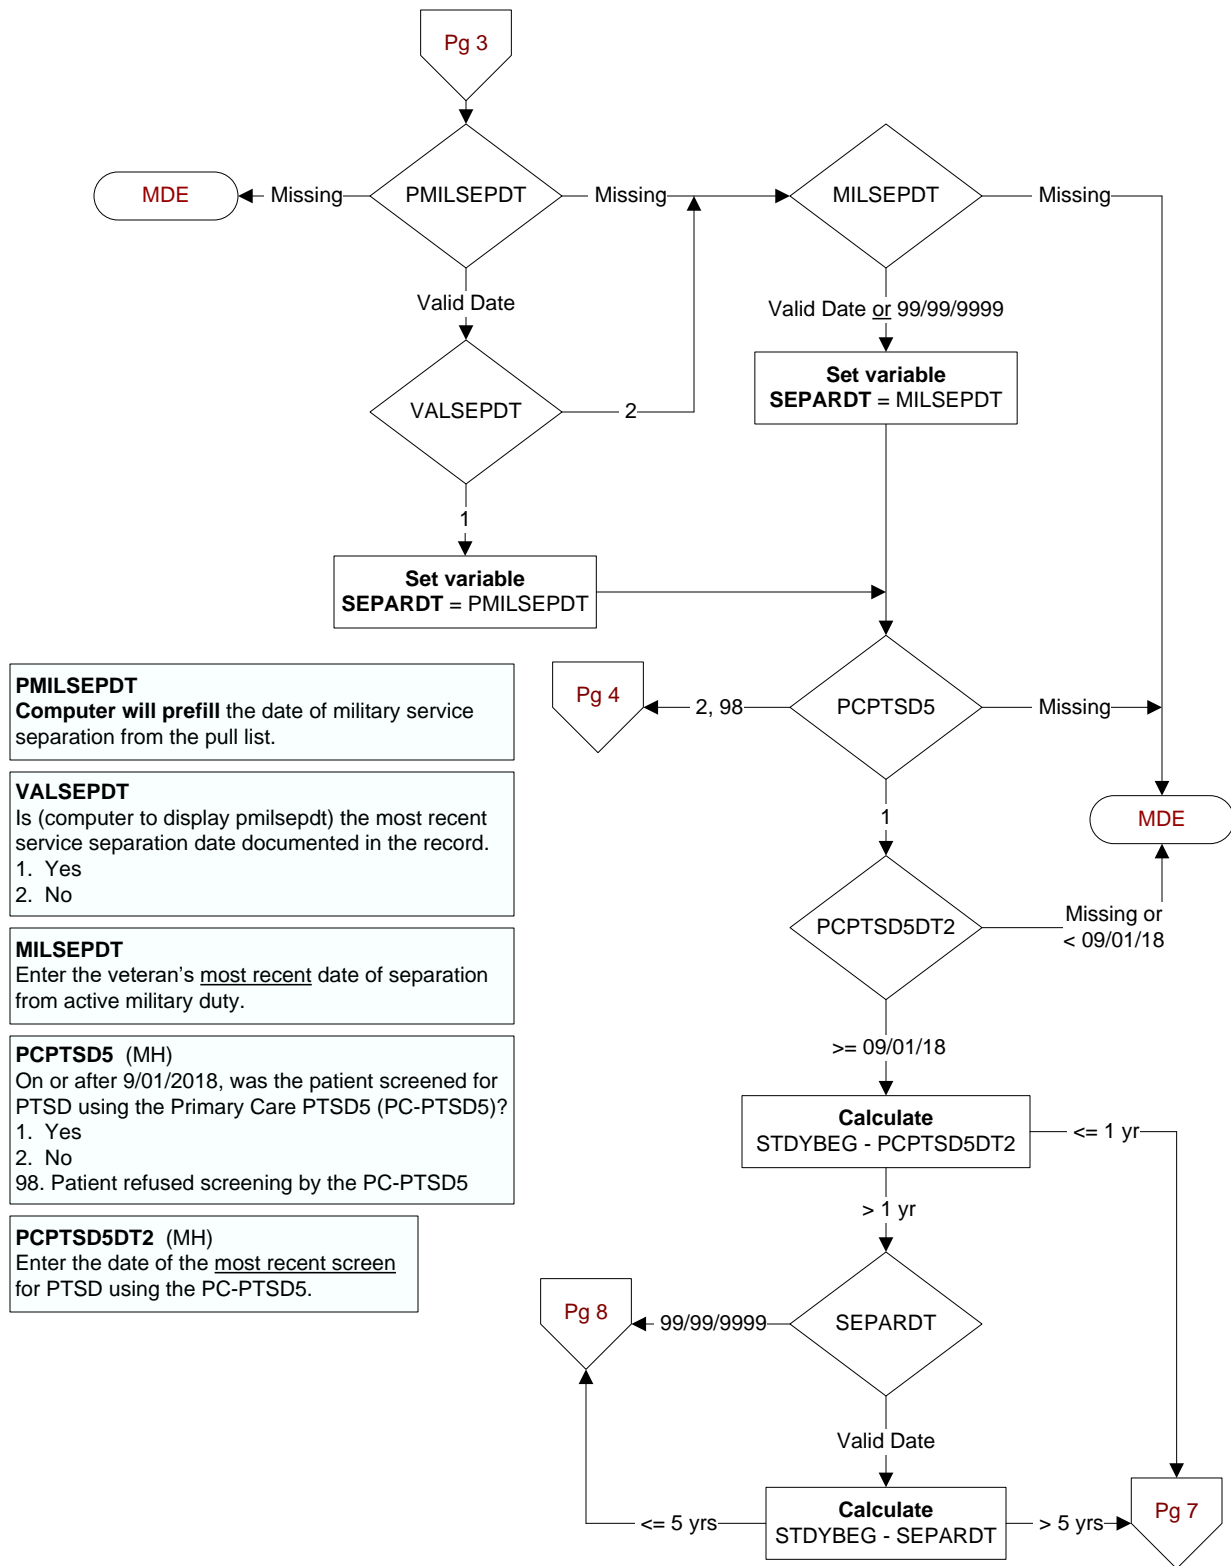 Pg 3
MDE
Missing
PMILSEPDT
Missing
MILSEPDT
Missing
Valid Date
Valid Date or 99/99/9999
VALSEPDT
2
Set variable
SEPARDT = MILSEPDT
1
Set variable
SEPARDT = PMILSEPDT
PMILSEPDT
Computer will prefill the date of military service
separation from the pull list.
Pg 4
2, 98
PCPTSD5
Missing
VALSEPDT
Is (computer to display pmilsepdt) the most recent
service separation date documented in the record.
1. Yes
2. No
1
MDE
MILSEPDT
Enter the veteran's most recent date of separation
from active military duty.
PCPTSD5DT2
Missing or
< 09/01/18
PCPTSD5 (MH)
On or after 9/01/2018, was the patient screened for
PTSD using the Primary Care PTSD5 (PC-PTSD5)?
1. Yes
2. No
98. Patient refused screening by the PC-PTSD5
>= 09/01/18
Calculate
STDYBEG - PCPTSD5DT2
<= 1 yr
> 1 yr
PCPTSD5DT2 (MH)
Enter the date of the most recent screen
for PTSD using the PC-PTSD5.
Pg 8
99/99/9999
SEPARDT
Valid Date
<= 5 yrs
Calculate
STDYBEG - SEPARDT
> 5 yrs
Pg 7